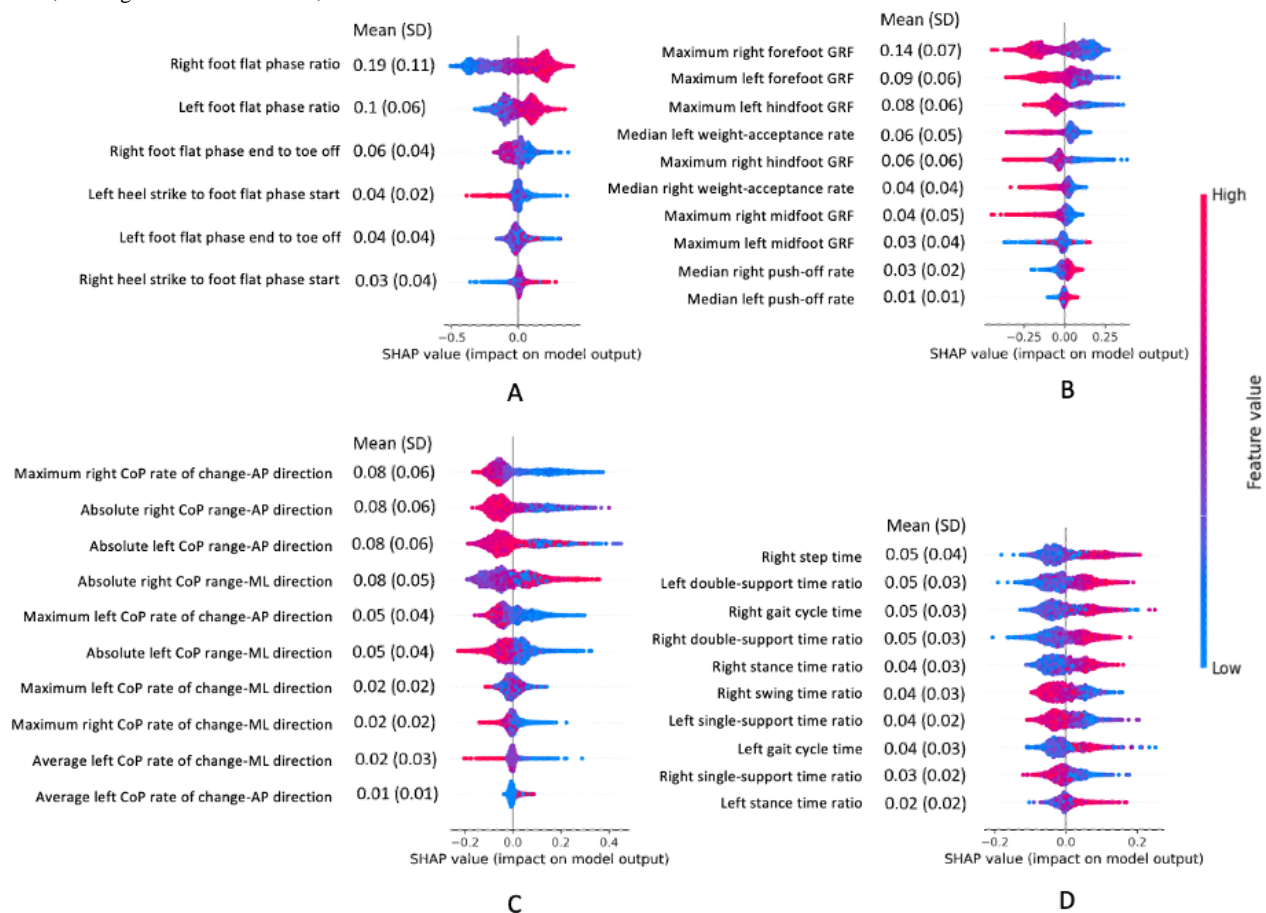 Mean (SD)
Right foot flat phase ratio 0.19 (0.11)
Left foot flat phase ratio 0.1 (0.06)
Right foot flat phase end to toe off 0.06 (0.04)
Left heel strike to foot flat phase start 0.04 (0.02)
Left foot flat phase end to toe off 0.04 (0.04)
Right heel strike to foot flat phase start 0.03 (0.04)
−0.5 0.0
SHAP value (impact on model output)
A
Mean (SD)
Maximum right forefoot GRF 0.14 (0.07)
Maximum left forefoot GRF 0.09 (0.06)
Maximum left hindfoot GRF 0.08 (0.06)
Median left weight-acceptance rate 0.06 (0.05)
Maximum right hindfoot GRF 0.06 (0.06)
Median right weight-acceptance rate 0.04 (0.04)
Maximum right midfoot GRF 0.04 (0.05)
Maximum left midfoot GRF 0.03 (0.04)
Median right push-off rate 0.03 (0.02)
Median left push-off rate 0.01 (0.01)
−0.25 0.00 0.25
SHAP value (impact on model output)
B
High
Feature value
Low
Mean (SD)
Maximum right CoP rate of change-AP direction 0.08 (0.06)
Absolute right CoP range-AP direction 0.08 (0.06)
Absolute left CoP range-AP direction 0.08 (0.06)
Absolute right CoP range-ML direction 0.08 (0.05)
Maximum left CoP rate of change-AP direction 0.05 (0.04)
Absolute left CoP range-ML direction 0.05 (0.04)
Maximum left CoP rate of change-ML direction 0.02 (0.02)
Maximum right CoP rate of change-ML direction 0.02 (0.02)
Average left CoP rate of change-ML direction 0.02 (0.03)
Average left CoP rate of change-AP direction 0.01 (0.01)
−0.2 0.0 0.2 0.4
SHAP value (impact on model output)
C
Mean (SD)
Right step time 0.05 (0.04)
Left double-support time ratio 0.05 (0.03)
Right gait cycle time 0.05 (0.03)
Right double-support time ratio 0.05 (0.03)
Right stance time ratio 0.04 (0.03)
Right swing time ratio 0.04 (0.03)
Left single-support time ratio 0.04 (0.02)
Left gait cycle time 0.04 (0.03)
Right single-support time ratio 0.03 (0.02)
Left stance time ratio 0.02 (0.02)
−0.2 0.0 0.2
SHAP value (impact on model output)
D